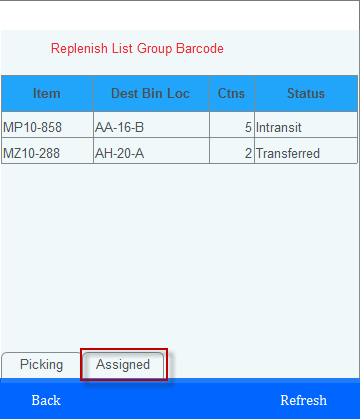 Replenish List Group Barcode
Item Dest Bin Loc Ctns Status
MP10-858 AA-16-B 5 Intransit
MZ10-288 AH-20-A 2 Transferred
Picking Assigned
Back Refresh